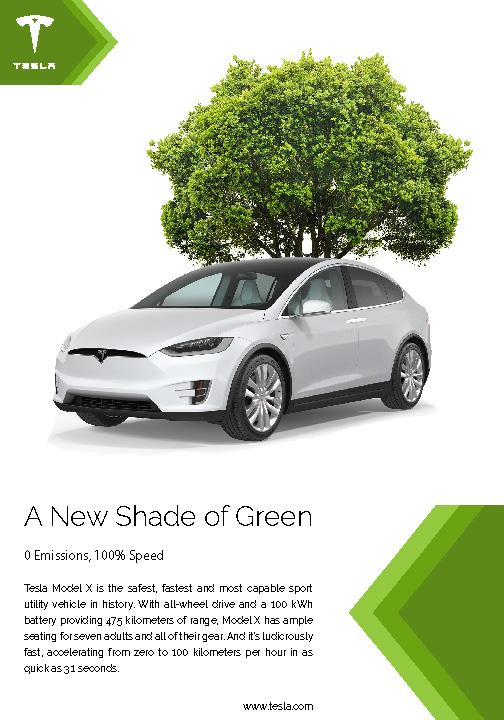 TESLA
A New Shade of Green
0 Emissions, 100% Speed
Tesla Model X is the safest, fastest and most capable sport
utility vehicle in history. With all-wheel drive and a 100 kWh
battery providing 475 kilometers of range, Model X has ample
seating for seven adults and all of their gear. And it's ludicrously
fast, accelerating from zero to 100 kilometers per hour in as
quick as 3.1 seconds.
www.tesla.com